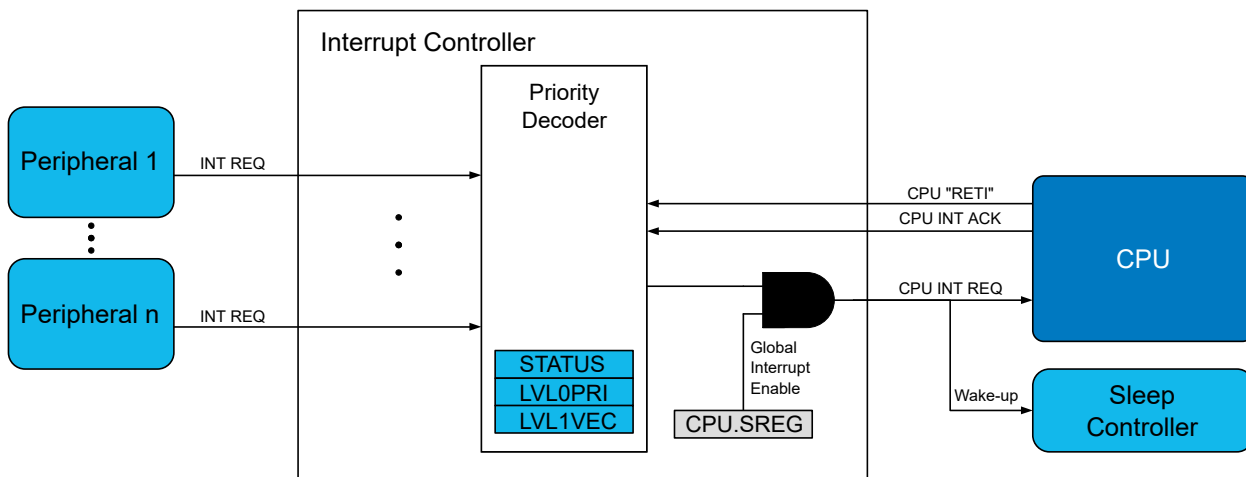 Interrupt Controller
Priority
Decoder
Peripheral 1
INT REQ
CPU "RETI"
CPU INT ACK
CPU
Peripheral n
INT REQ
CPU INT REQ
Global
Interrupt
Enable
STATUS
LVL0PRI
LVL1VEC
CPU.SREG
Wake-up
Sleep
Controller